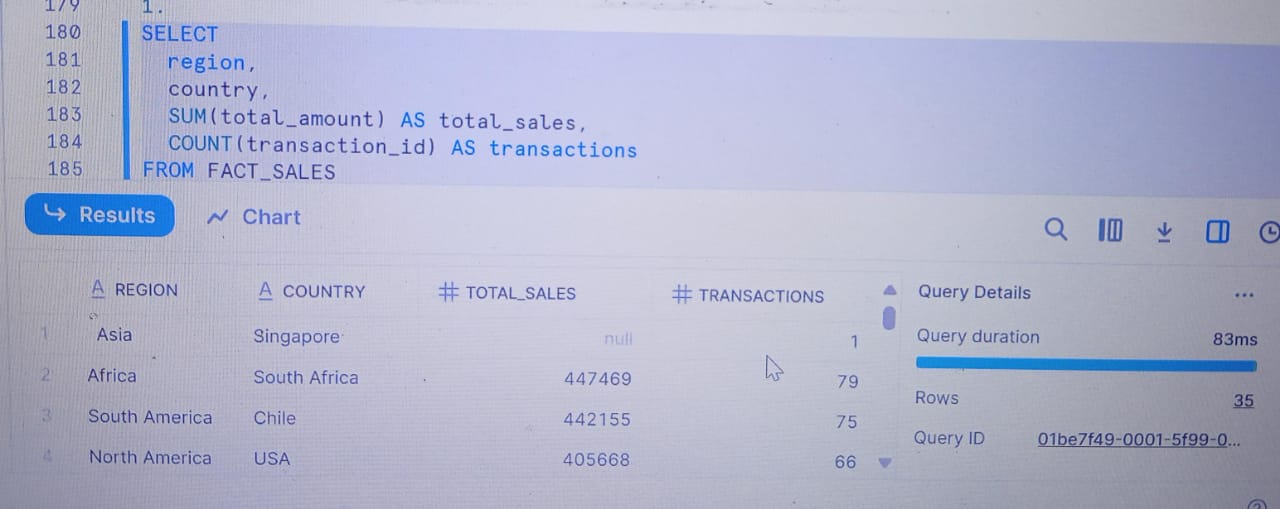 179 1.
180 SELECT
181 region,
182 country,
183 SUM(total_amount) AS total_sales,
184 COUNT(transaction_id) AS transactions
185 FROM FACT_SALES
Results Chart
A REGION A COUNTRY # TOTAL_SALES # TRANSACTIONS
1 Asia Singapore null 1
2 Africa South Africa 447469 79
3 South America Chile 442155 75
4 North America USA 405668 66
Query Details ...
Query duration 83ms
Rows 35
Query ID 01be7f49-0001-5f99-0...